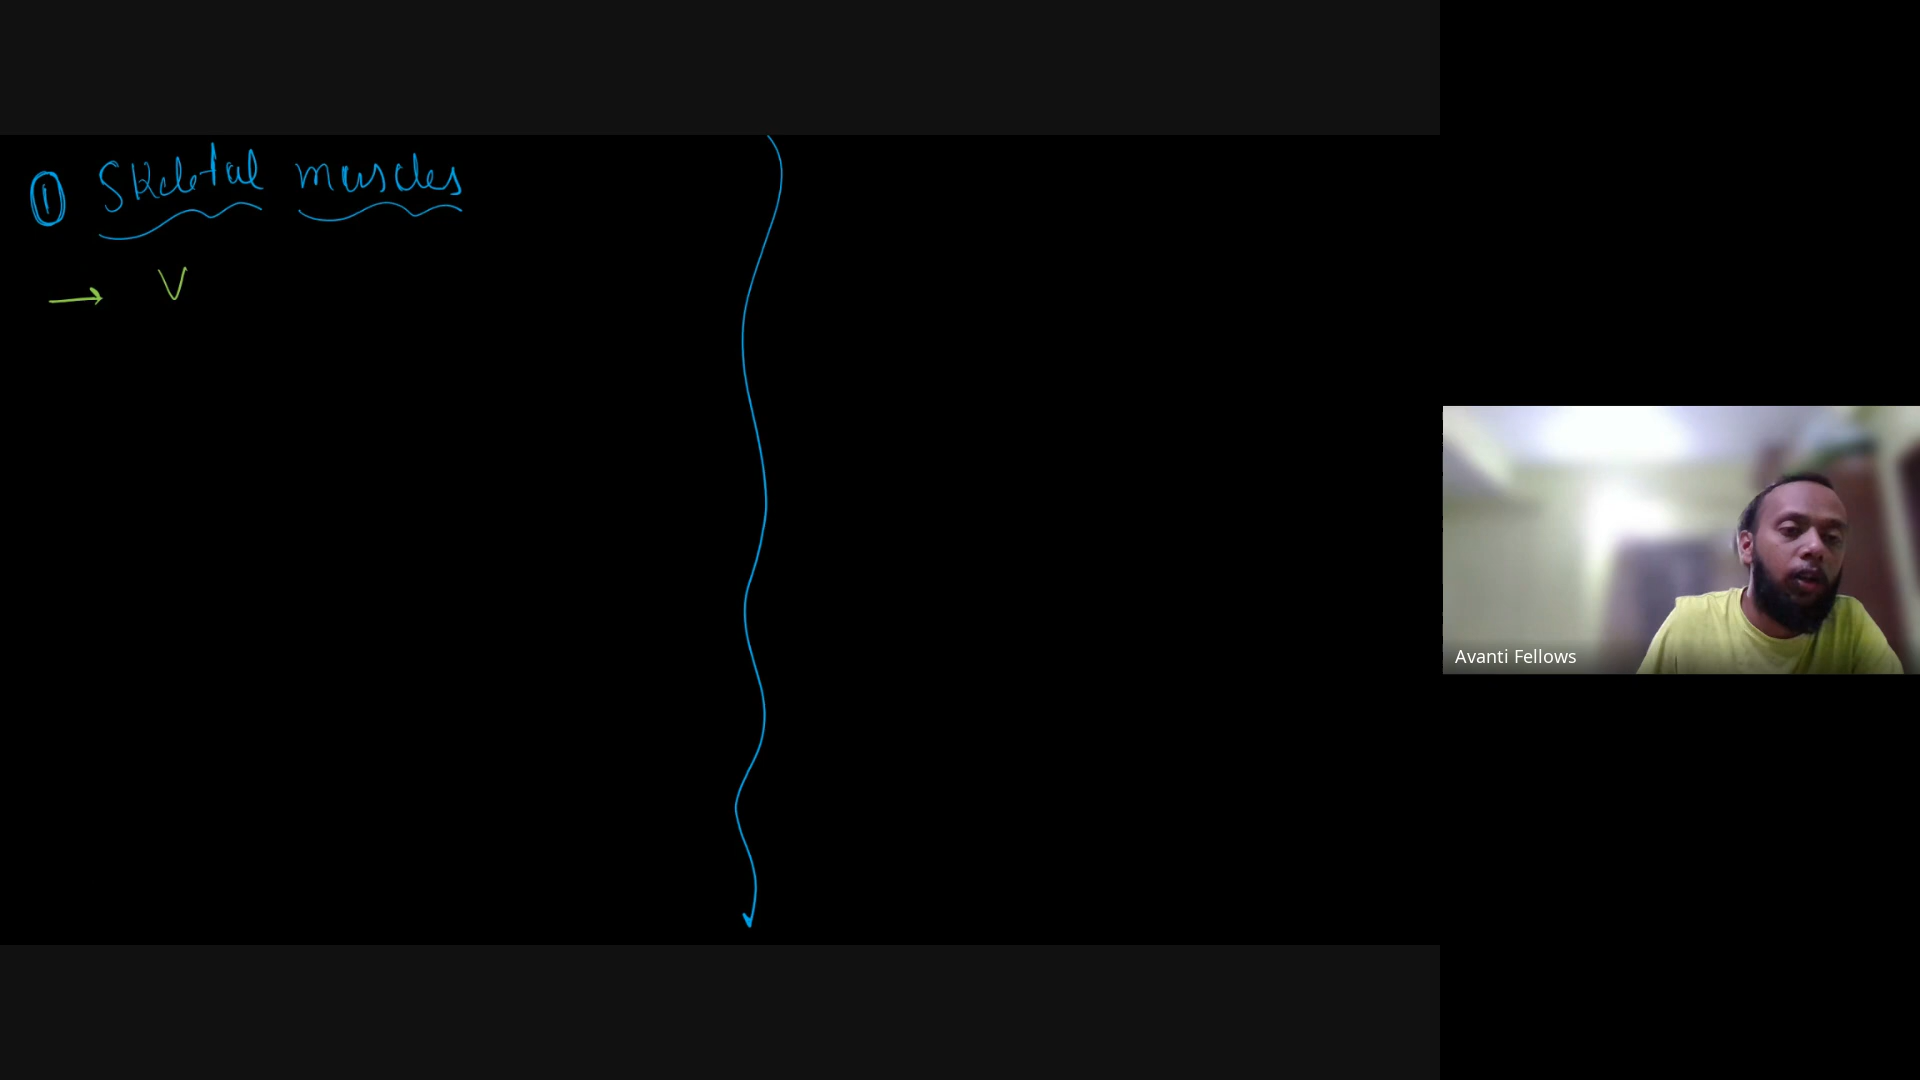 ① Skeletal muscles
→ V
Avanti Fellows